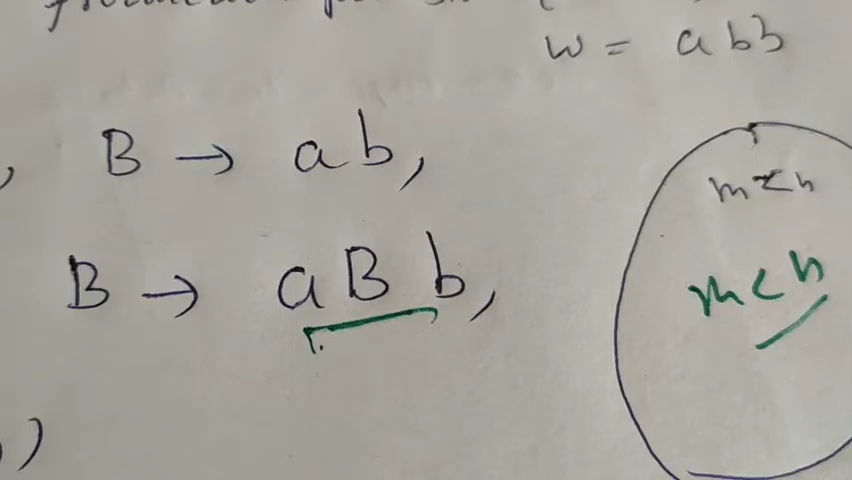 w = abb
, B → ab,
m < n
B → aBb,
m < n
)